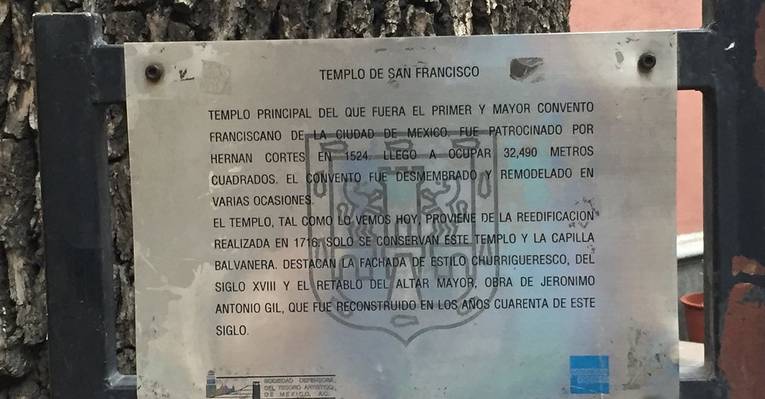 TEMPLO DE SAN FRANCISCO
TEMPLO PRINCIPAL DEL QUE FUERA EL PRIMER Y MAYOR CONVENTO
FRANCISCANO DE LA CIUDAD DE MEXICO. FUE PATROCINADO POR
HERNAN CORTES EN 1524. LLEGO A OCUPAR 32,490 METROS
CUADRADOS. EL CONVENTO FUE DESMEMBRADO Y REMODELADO EN
VARIAS OCASIONES.
EL TEMPLO, TAL COMO LO VEMOS HOY, PROVIENE DE LA REEDIFICACION
REALIZADA EN 1716. SOLO SE CONSERVAN ESTE TEMPLO Y LA CAPILLA
BALVANERA. DESTACAN LA FACHADA DE ESTILO CHURRIGUERESCO, DEL
SIGLO XVIII Y EL RETABLO DEL ALTAR MAYOR, OBRA DE JERONIMO
ANTONIO GIL, QUE FUE RECONSTRUIDO EN LOS AÑOS CUARENTA DE ESTE
SIGLO.
SOCIEDAD DEFENSORA
DEL TESORO ARTISTICO
DE MEXICO, A.C.